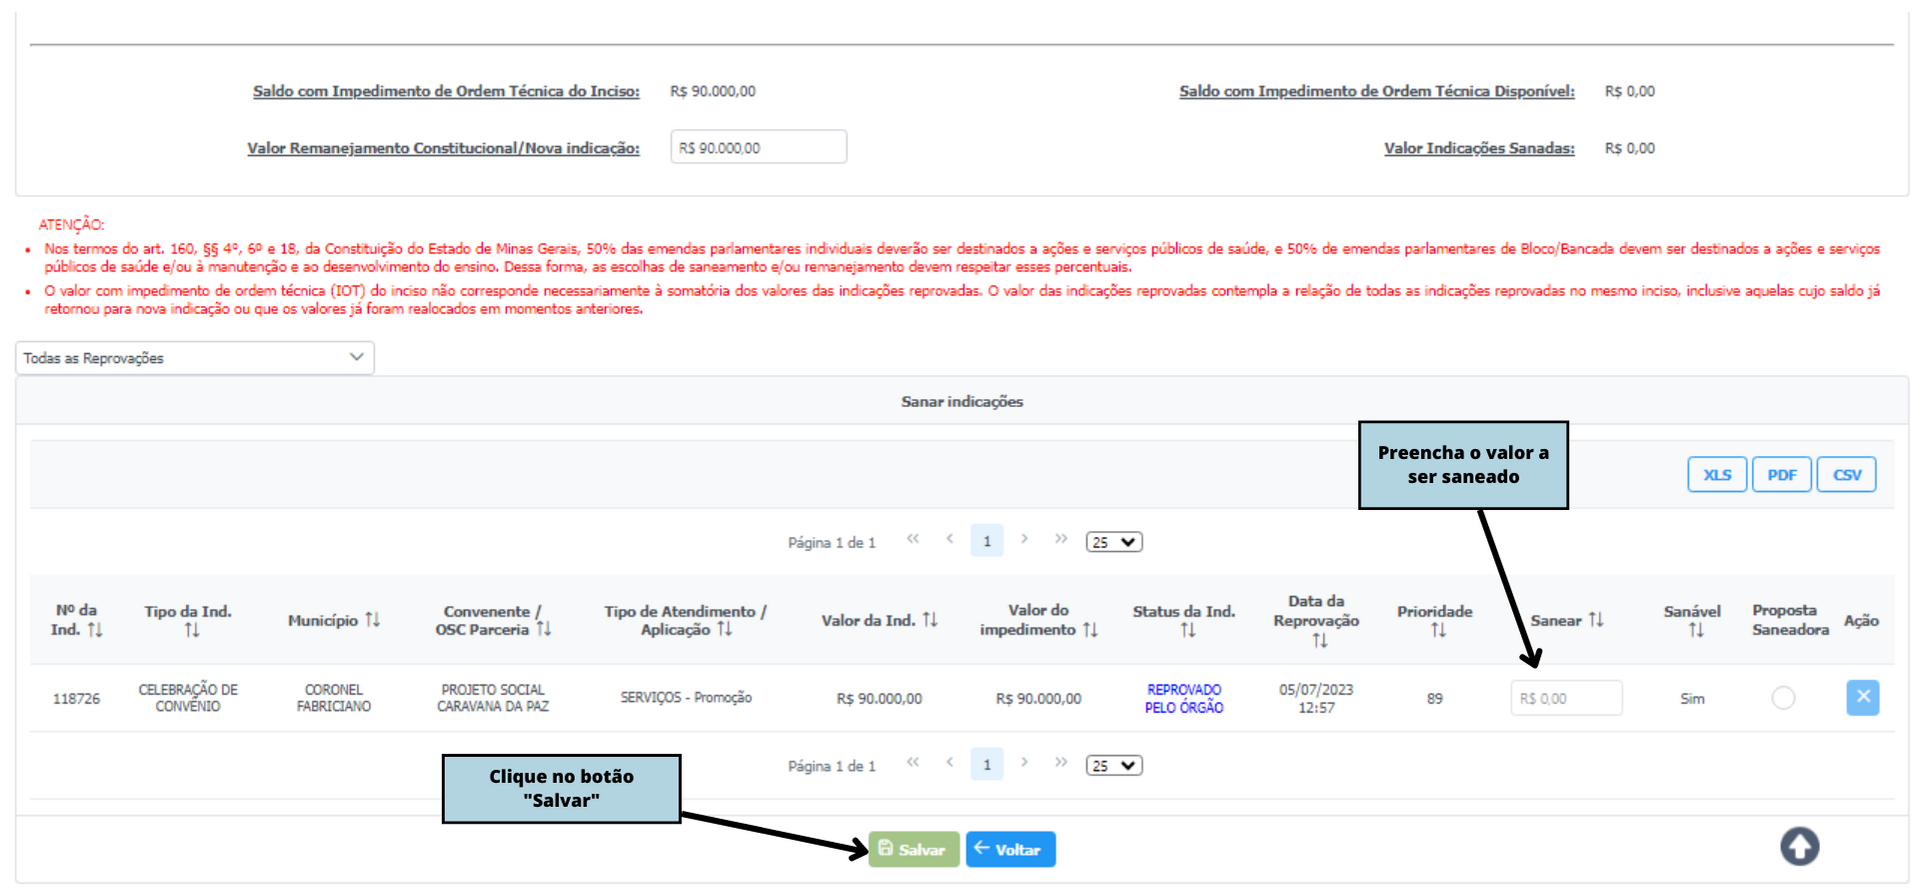 Saldo com Impedimento de Ordem Técnica do Inciso: R$ 90.000,00 Saldo com Impedimento de Ordem Técnica Disponível: R$ 0,00
Valor Remanejamento Constitucional/Nova indicação: R$ 90.000,00 Valor Indicações Sanadas: R$ 0,00
ATENÇÃO:
• Nos termos do art. 160, §§ 4º, 6º e 18, da Constituição do Estado de Minas Gerais, 50% das emendas parlamentares individuais deverão ser destinados a ações e serviços públicos de saúde, e 50% de emendas parlamentares de Bloco/Bancada devem ser destinados a ações e serviços
públicos de saúde e/ou à manutenção e ao desenvolvimento do ensino. Dessa forma, as escolhas de saneamento e/ou remanejamento devem respeitar esses percentuais.
• O valor com impedimento de ordem técnica (IOT) do inciso não corresponde necessariamente à somatória dos valores das indicações reprovadas. O valor das indicações reprovadas contempla a relação de todas as indicações reprovadas no mesmo inciso, inclusive aquelas cujo saldo já
retornou para nova indicação ou que os valores já foram realocados em momentos anteriores.
Todas as Reprovações
Sanar indicações
Preencha o valor a
ser saneado
XLS PDF CSV
Página 1 de 1 « ‹ 1 › » 25
Nº da
Ind.
Tipo da Ind.
Município
Convenente /
OSC Parceria
Tipo de Atendimento /
Aplicação
Valor da Ind.
Valor do
impedimento
Status da Ind.
Data da
Reprovação
Prioridade
Sanear
Sanável
Proposta
Saneadora
Ação
118726
CELEBRAÇÃO DE
CONVÊNIO
CORONEL
FABRICIANO
PROJETO SOCIAL
CARAVANA DA PAZ
SERVIÇOS - Promoção
R$ 90.000,00
R$ 90.000,00
REPROVADO
PELO ÓRGÃO
05/07/2023
12:57
89
R$ 0,00
Sim
Página 1 de 1 « ‹ 1 › » 25
Clique no botão
"Salvar"
Salvar
Voltar